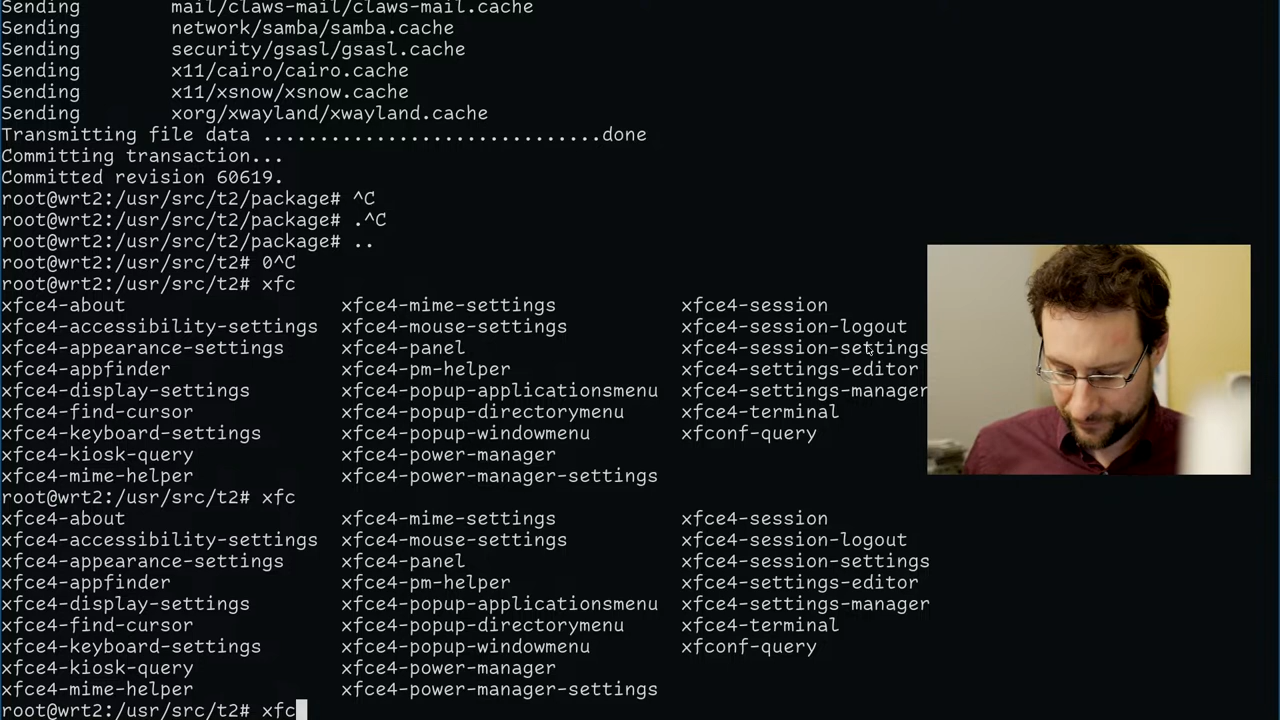 Sending        mail/claws-mail/claws-mail.cache
Sending        network/samba/samba.cache
Sending        security/gsasl/gsasl.cache
Sending        x11/cairo/cairo.cache
Sending        x11/xsnow/xsnow.cache
Sending        xorg/xwayland/xwayland.cache
Transmitting file data ..............................done
Committing transaction...
Committed revision 60619.
root@wrt2:/usr/src/t2/package# ^C
root@wrt2:/usr/src/t2/package# .^C
root@wrt2:/usr/src/t2/package# ..
root@wrt2:/usr/src/t2# 0^C
root@wrt2:/usr/src/t2# xfc
xfce4-about                   xfce4-mime-settings           xfce4-session
xfce4-accessibility-settings  xfce4-mouse-settings          xfce4-session-logout
xfce4-appearance-settings     xfce4-panel                   xfce4-session-settings
xfce4-appfinder               xfce4-pm-helper               xfce4-settings-editor
xfce4-display-settings        xfce4-popup-applicationsmenu  xfce4-settings-manager
xfce4-find-cursor             xfce4-popup-directorymenu     xfce4-terminal
xfce4-keyboard-settings       xfce4-popup-windowmenu        xfconf-query
xfce4-kiosk-query             xfce4-power-manager
xfce4-mime-helper             xfce4-power-manager-settings
root@wrt2:/usr/src/t2# xfc
xfce4-about                   xfce4-mime-settings           xfce4-session
xfce4-accessibility-settings  xfce4-mouse-settings          xfce4-session-logout
xfce4-appearance-settings     xfce4-panel                   xfce4-session-settings
xfce4-appfinder               xfce4-pm-helper               xfce4-settings-editor
xfce4-display-settings        xfce4-popup-applicationsmenu  xfce4-settings-manager
xfce4-find-cursor             xfce4-popup-directorymenu     xfce4-terminal
xfce4-keyboard-settings       xfce4-popup-windowmenu        xfconf-query
xfce4-kiosk-query             xfce4-power-manager
xfce4-mime-helper             xfce4-power-manager-settings
root@wrt2:/usr/src/t2# xfc